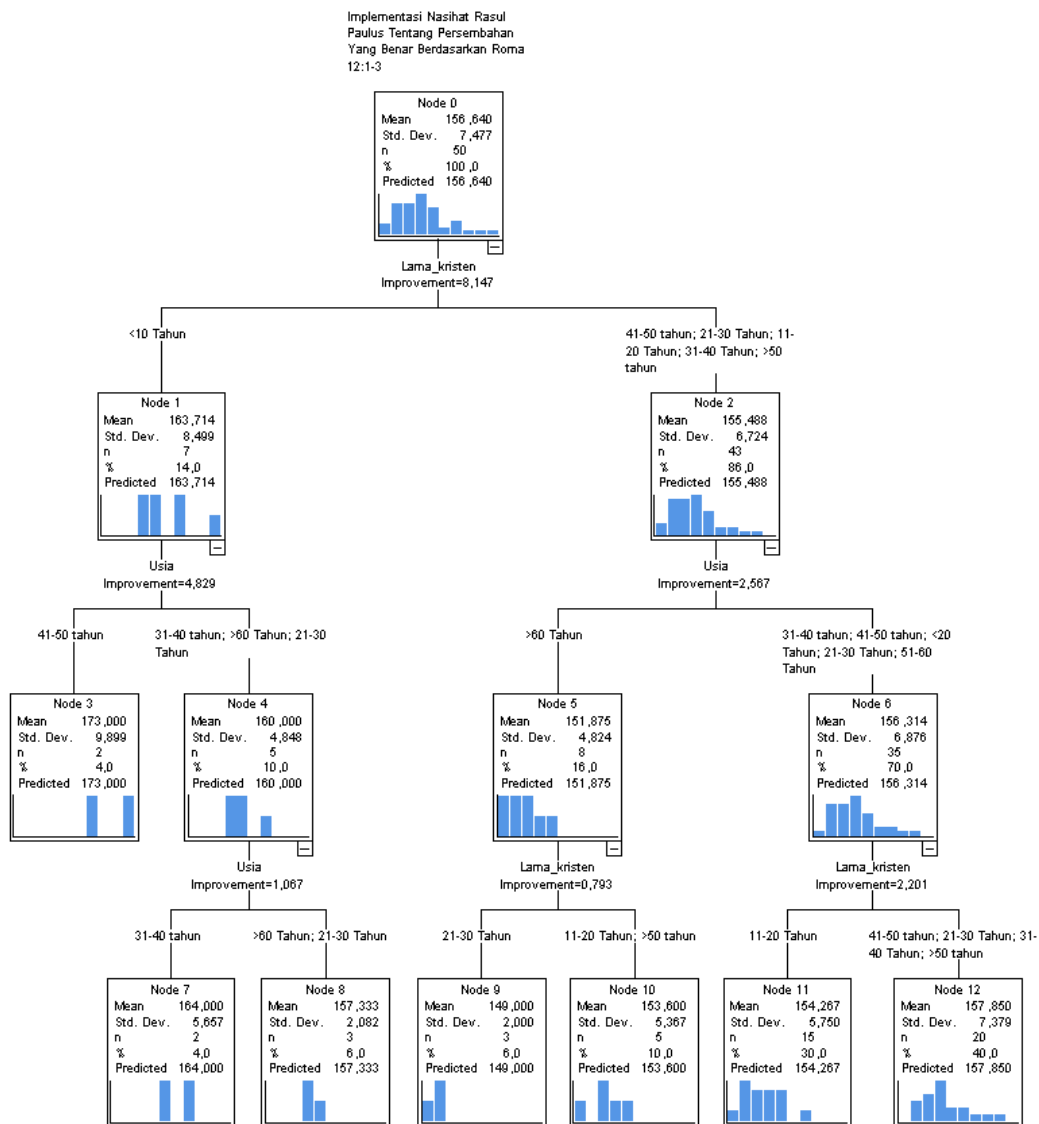 Implementasi Nasihat Rasul
Paulus Tentang Persembahan
Yang Benar Berdasarkan Roma
12:1-3
Node 0
Mean 156,640
Std. Dev. 7,477
n 50
% 100,0
Predicted 156,640
Lama_kristen
Improvement=8,147
<10 Tahun
41-50 tahun; 21-30 Tahun; 11-
20 Tahun; 31-40 Tahun; >50
tahun
Node 1
Mean 163,714
Std. Dev. 8,499
n 7
% 14,0
Predicted 163,714
Node 2
Mean 155,488
Std. Dev. 6,724
n 43
% 86,0
Predicted 155,488
Usia
Improvement=4,829
Usia
Improvement=2,567
41-50 tahun
31-40 tahun; >60 Tahun; 21-30
Tahun
>60 Tahun
31-40 tahun; 41-50 tahun; <20
Tahun; 21-30 Tahun; 51-60
Tahun
Node 3
Mean 173,000
Std. Dev. 9,899
n 2
% 4,0
Predicted 173,000
Node 4
Mean 160,000
Std. Dev. 4,848
n 5
% 10,0
Predicted 160,000
Node 5
Mean 151,875
Std. Dev. 4,824
n 8
% 16,0
Predicted 151,875
Node 6
Mean 156,314
Std. Dev. 6,876
n 35
% 70,0
Predicted 156,314
Usia
Improvement=1,067
Lama_kristen
Improvement=0,793
Lama_kristen
Improvement=2,201
31-40 tahun
>60 Tahun; 21-30 Tahun
21-30 Tahun
11-20 Tahun; >50 tahun
11-20 Tahun
41-50 tahun; 21-30 Tahun; 31-
40 Tahun; >50 tahun
Node 7
Mean 164,000
Std. Dev. 5,657
n 2
% 4,0
Predicted 164,000
Node 8
Mean 157,333
Std. Dev. 2,082
n 3
% 6,0
Predicted 157,333
Node 9
Mean 149,000
Std. Dev. 2,000
n 3
% 6,0
Predicted 149,000
Node 10
Mean 153,600
Std. Dev. 5,367
n 5
% 10,0
Predicted 153,600
Node 11
Mean 154,267
Std. Dev. 5,750
n 15
% 30,0
Predicted 154,267
Node 12
Mean 157,850
Std. Dev. 7,379
n 20
% 40,0
Predicted 157,850